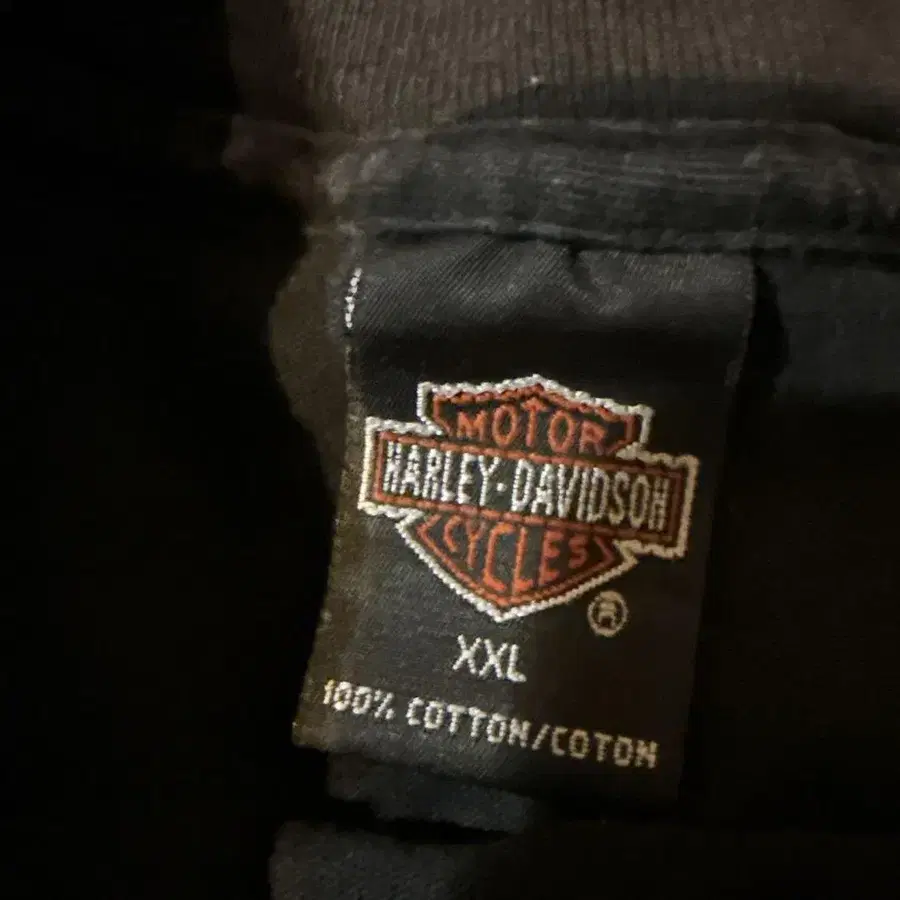 MOTOR
HARLEY-DAVIDSON
CYCLES
®
XXL
100% COTTON/COTON